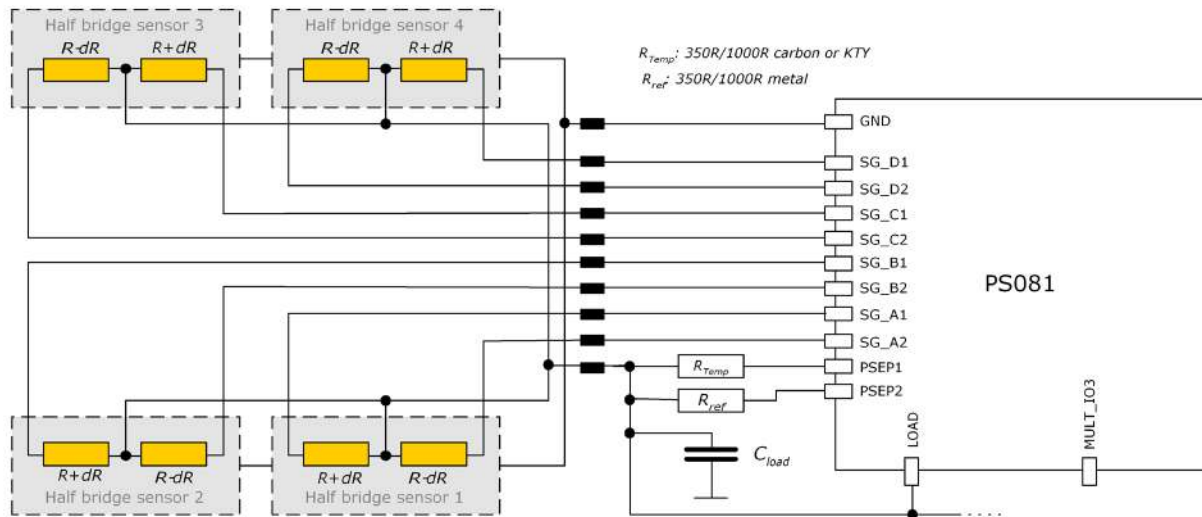 Half bridge sensor 3
Half bridge sensor 4
R-dR
R+dR
R-dR
R+dR
R_Temp: 350R/1000R carbon or KTY
R_ref: 350R/1000R metal
GND
SG_D1
SG_D2
SG_C1
SG_C2
SG_B1
SG_B2
PS081
SG_A1
SG_A2
R_Temp
PSEP1
R_ref
PSEP2
LOAD
MULT_IO3
C_load
R+dR
R-dR
R+dR
R-dR
Half bridge sensor 2
Half bridge sensor 1